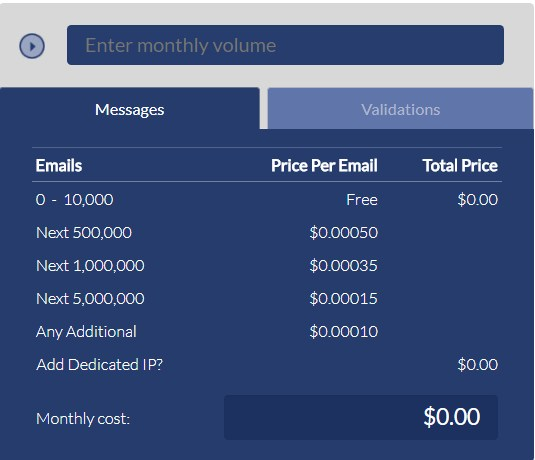 Enter monthly volume
Messages Validations
Emails Price Per Email Total Price
0 - 10,000 Free $0.00
Next 500,000 $0.00050
Next 1,000,000 $0.00035
Next 5,000,000 $0.00015
Any Additional $0.00010
Add Dedicated IP? $0.00
Monthly cost: $0.00